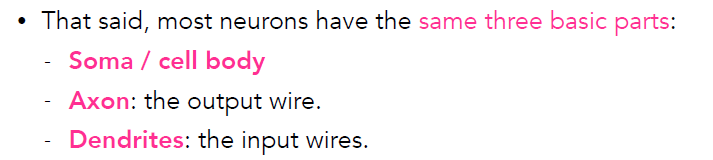 • That said, most neurons have the same three basic parts:
- Soma / cell body
- Axon: the output wire.
- Dendrites: the input wires.